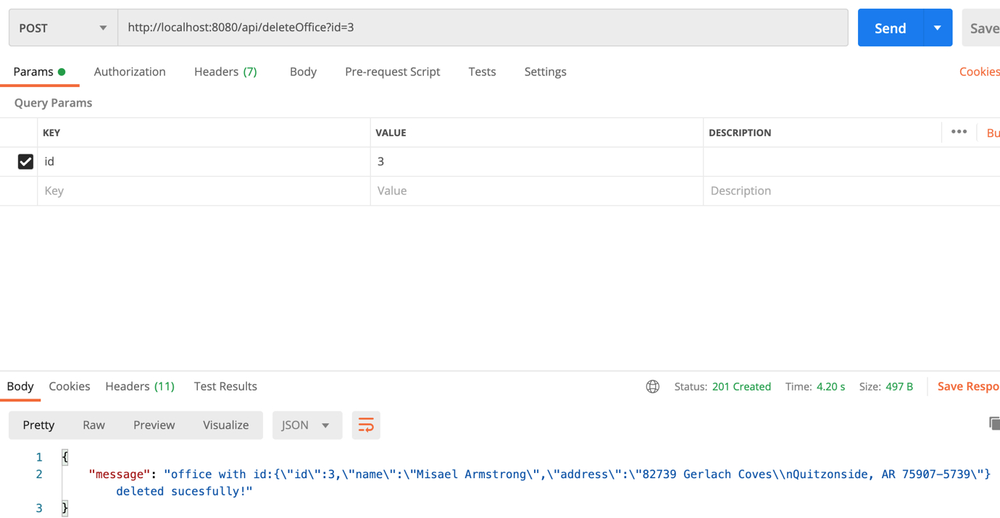 POST http://localhost:8080/api/deleteOffice?id=3 Send Save
Params Authorization Headers (7) Body Pre-request Script Tests Settings Cookies
Query Params
KEY VALUE DESCRIPTION ••• Bu
id 3
Key Value Description
Body Cookies Headers (11) Test Results Status: 201 Created Time: 4.20 s Size: 497 B Save Respo
Pretty Raw Preview Visualize JSON
1 {
2 "message": "office with id:{\"id\":3,\"name\":\"Misael Armstrong\",\"address\":\"82739 Gerlach Coves\\nQuitzonside, AR 75907-5739\"}
deleted sucesfully!"
3 }